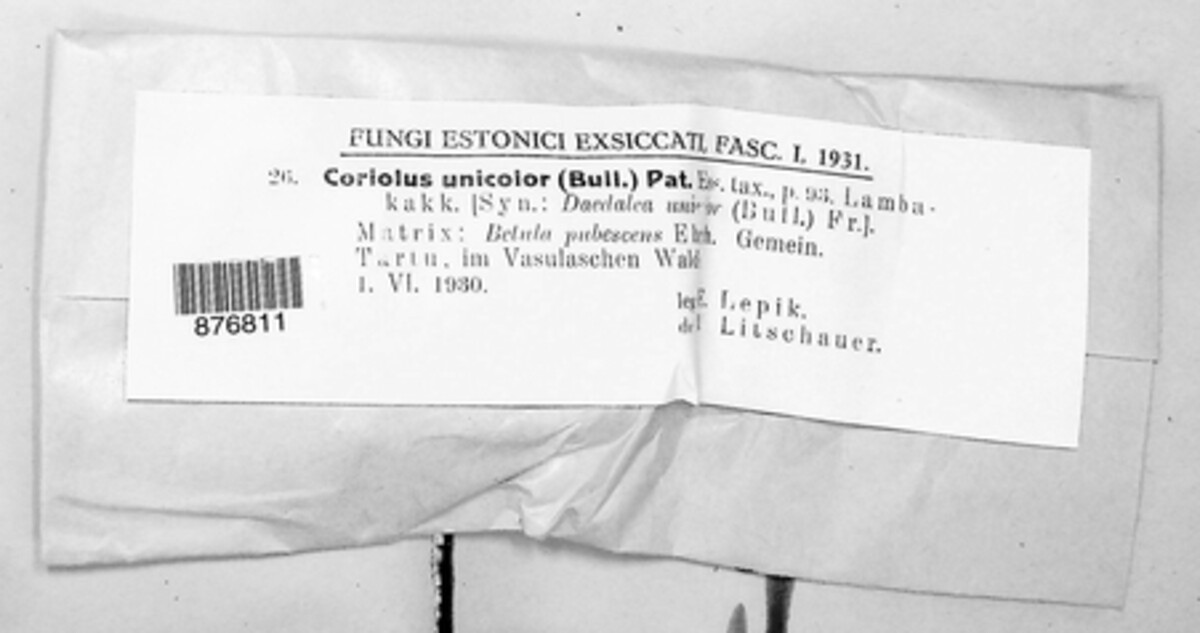 FUNGI ESTONICI EXSICCATI, FASC. I, 1931.
26. Coriolus unicolor (Bull.) Pat. tax., p. 93. Lamba-
kakk. [Syn.: Daedalea unicolor (Bull.) Fr.].
Matrix: Betula pubescens Ehrh. Gemein.
Tartu, im Vasulaschen Wald
1. VI. 1930.
leg. E. Lepik.
det. Litschauer.
876811